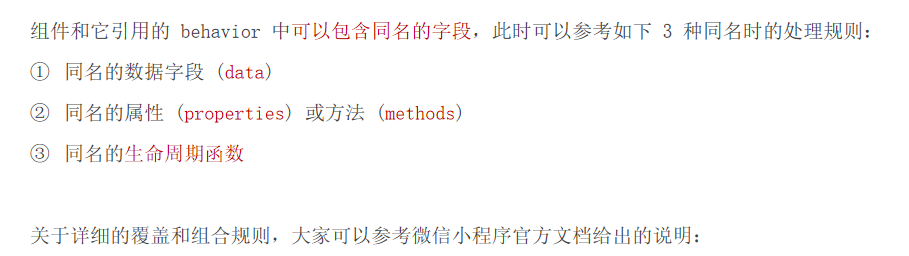 组件和它引用的 behavior 中可以包含同名的字段，此时可以参考如下 3 种同名时的处理规则：
① 同名的数据字段 (data)
② 同名的属性 (properties) 或方法 (methods)
③ 同名的生命周期函数
关于详细的覆盖和组合规则，大家可以参考微信小程序官方文档给出的说明：